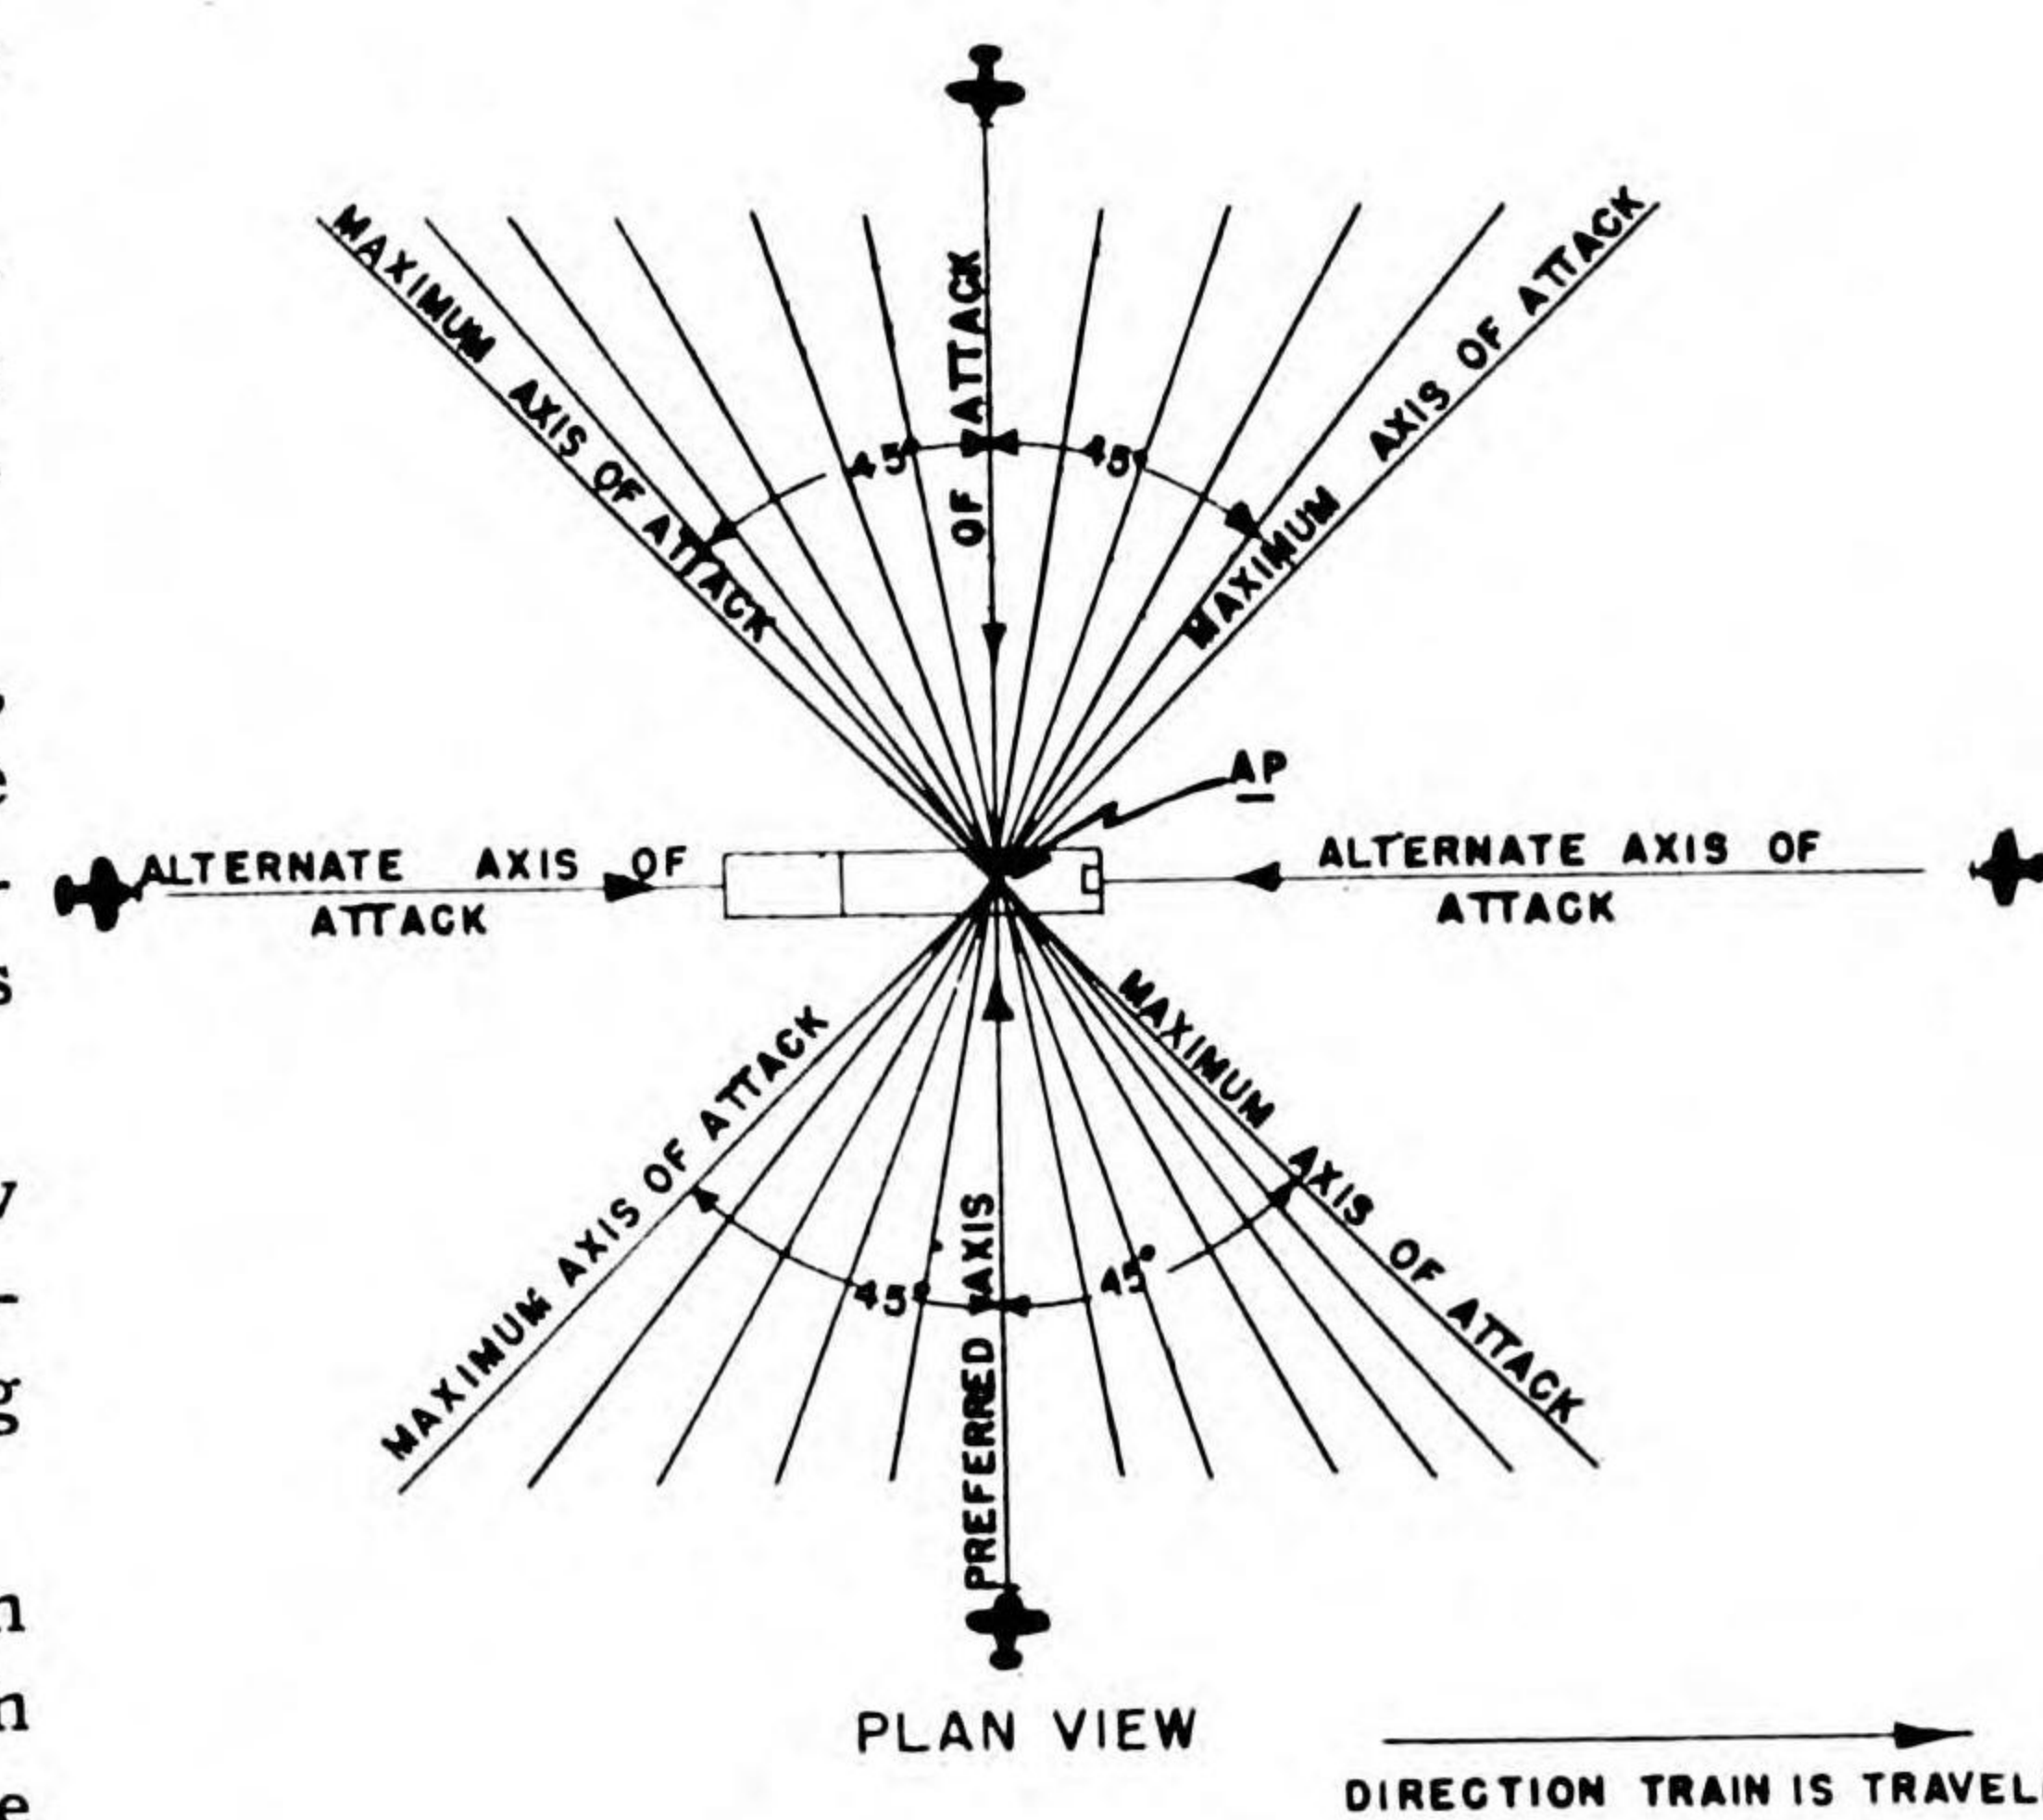 MAXIMUM AXIS OF ATTACK
MAXIMUM AXIS OF ATTACK
OF ATTACK
45°
45°
AP
ALTERNATE AXIS OF
ATTACK
ALTERNATE AXIS OF
ATTACK
MAXIMUM AXIS OF ATTACK
MAXIMUM AXIS OF ATTACK
45°
45°
PREFERRED AXIS
PLAN VIEW
DIRECTION TRAIN IS